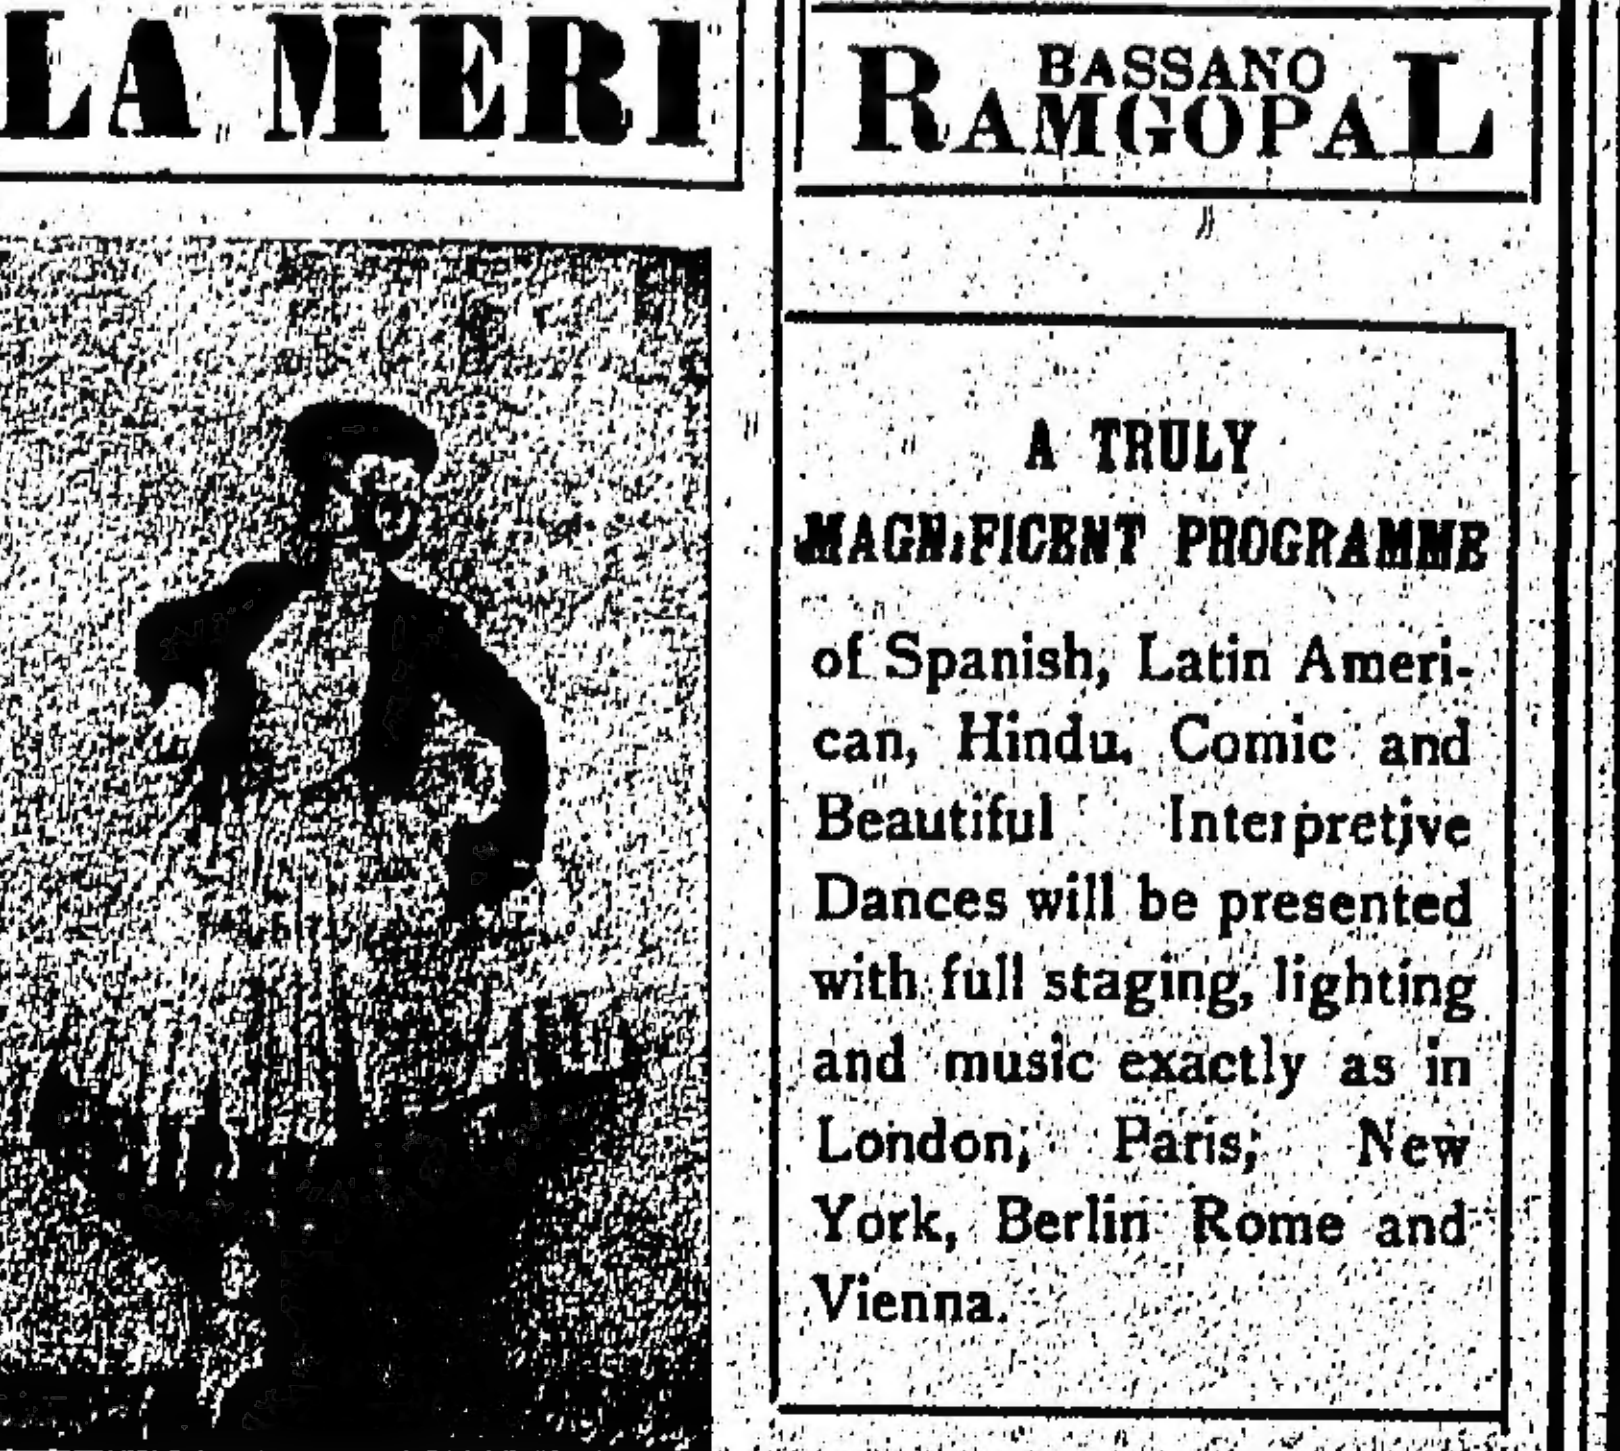 LA MERI
BASSANO
RAMGOPAL
A TRULY
MAGNIFICENT PROGRAMME
of Spanish, Latin Ameri-
can, Hindu, Comic and
Beautiful Interpretive
Dances will be presented
with full staging, lighting
and music exactly as in
London, Paris, New
York, Berlin Rome and
Vienna.